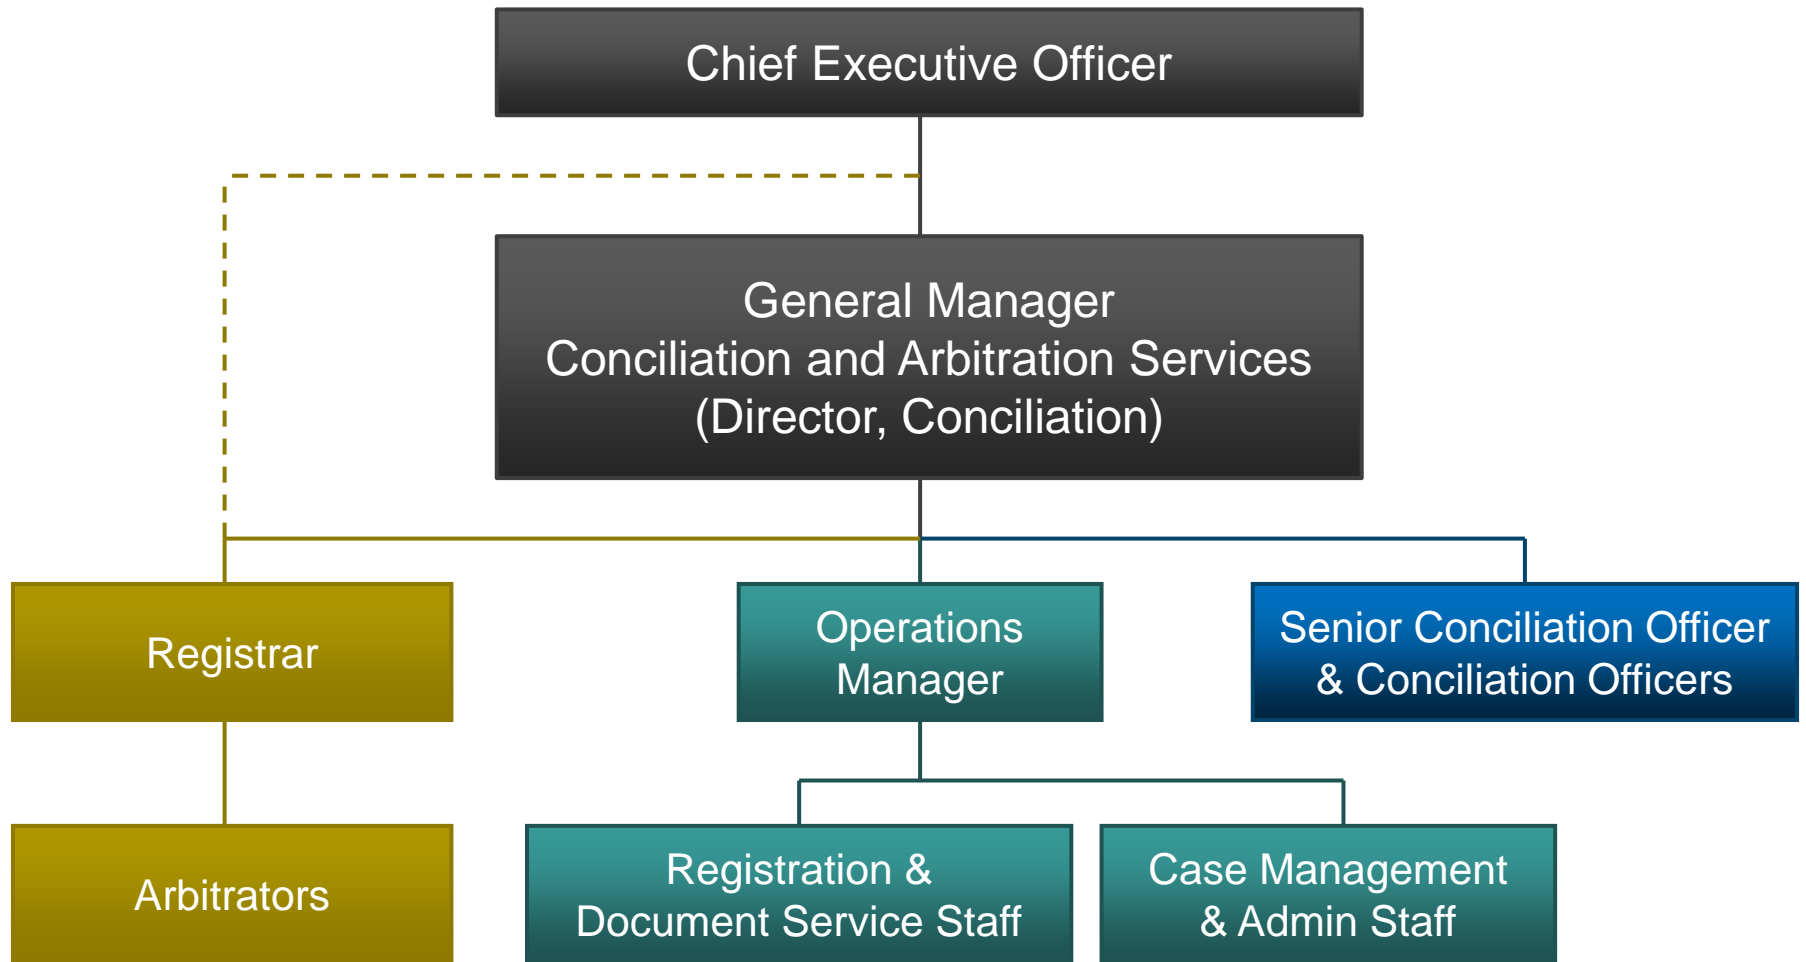 Chief Executive Officer
General Manager
Conciliation and Arbitration Services
(Director, Conciliation)
Registrar
Operations
Manager
Senior Conciliation Officer
& Conciliation Officers
Arbitrators
Registration &
Document Service Staff
Case Management
& Admin Staff